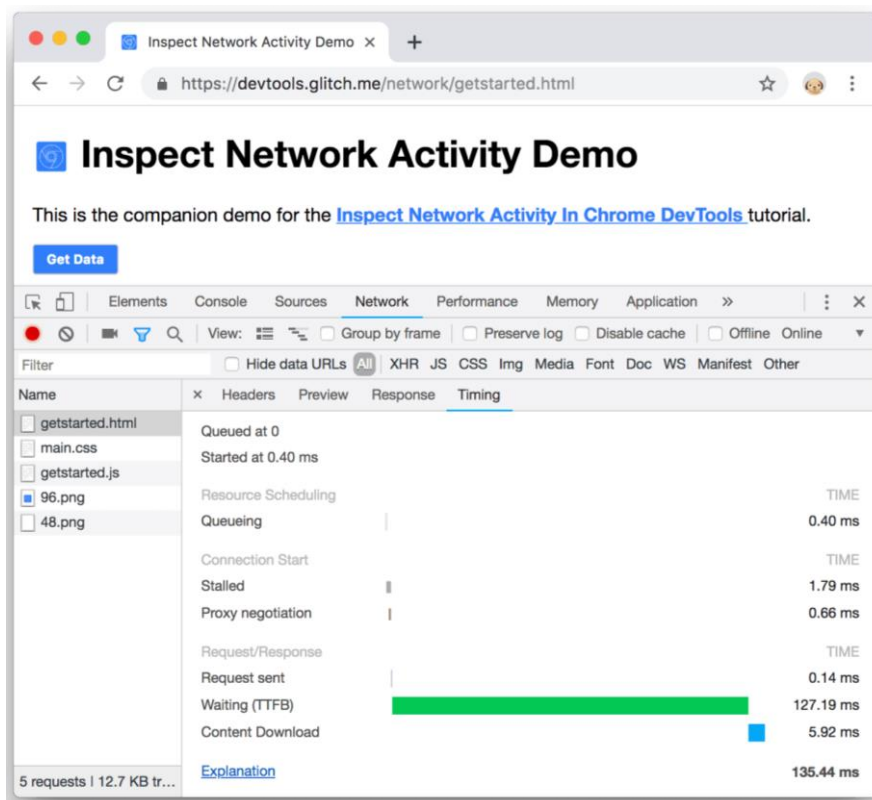 Inspect Network Activity Demo
https://devtools.glitch.me/network/getstarted.html
Inspect Network Activity Demo
This is the companion demo for the Inspect Network Activity In Chrome DevTools tutorial.
Get Data
Elements Console Sources Network Performance Memory Application »
View: Group by frame Preserve log Disable cache Offline Online
Filter Hide data URLs All XHR JS CSS Img Media Font Doc WS Manifest Other
Name × Headers Preview Response Timing
getstarted.html
main.css
getstarted.js
96.png
48.png
5 requests | 12.7 KB tr...
Queued at 0
Started at 0.40 ms
Resource Scheduling TIME
Queueing 0.40 ms
Connection Start TIME
Stalled 1.79 ms
Proxy negotiation 0.66 ms
Request/Response TIME
Request sent 0.14 ms
Waiting (TTFB) 127.19 ms
Content Download 5.92 ms
Explanation 135.44 ms